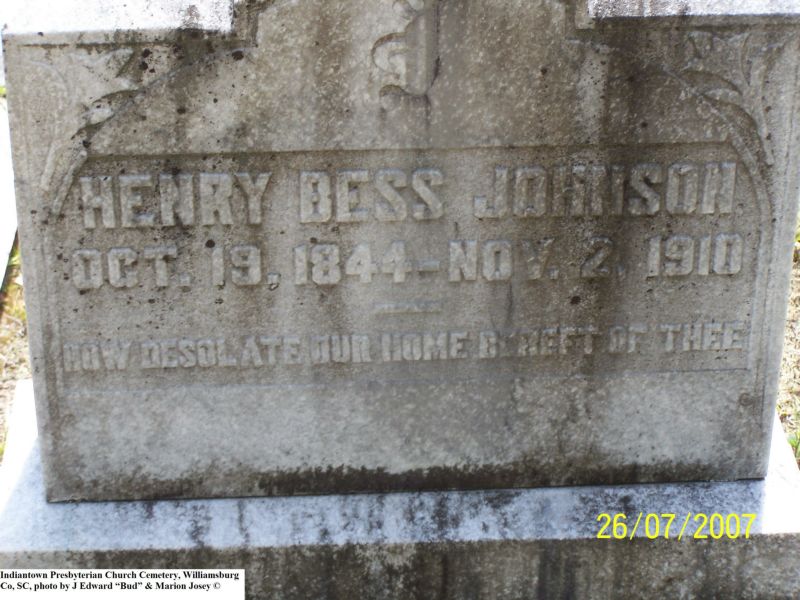 HENRY BESS JOHNSON
OCT. 19, 1844-NOV. 2, 1910
HOW DESOLATE OUR HOME BEREFT OF THEE
26/07/2007
Indiantown Presbyterian Church Cemetery, Williamsburg
Co, SC, photo by J Edward “Bud” & Marion Josey ©